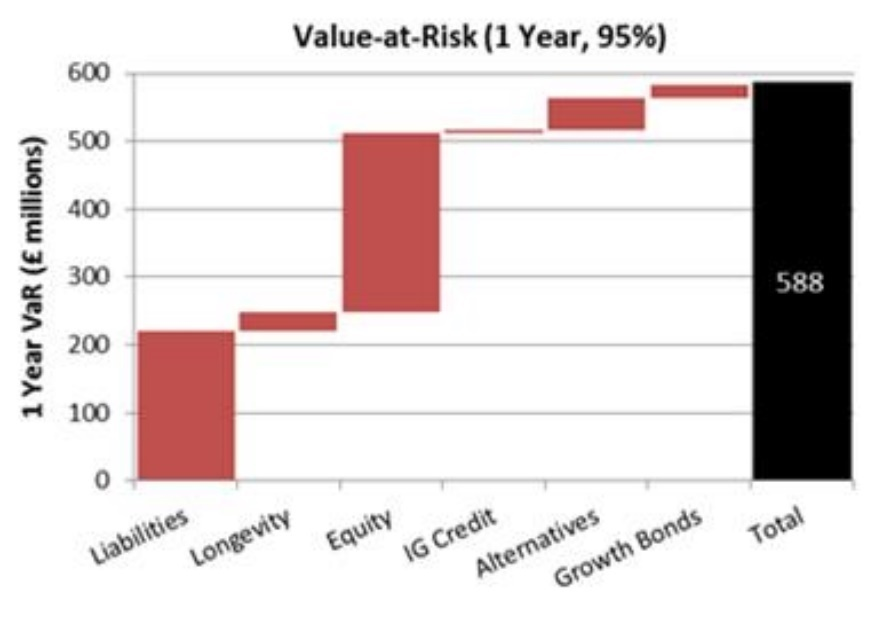 Value-at-Risk (1 Year, 95%)
1 Year VaR (£ millions)
600
500
400
300
200
100
0
588
Liabilities
Longevity
Equity
IG Credit
Alternatives
Growth Bonds
Total